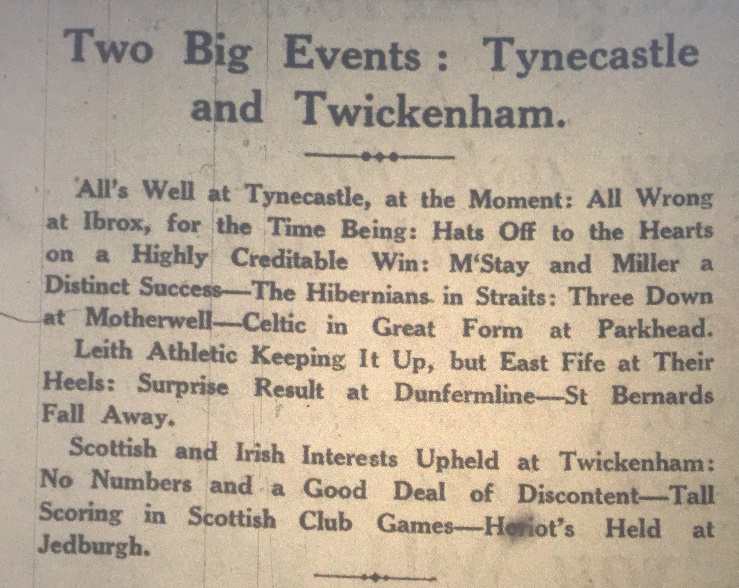 Two Big Events : Tynecastle
and Twickenham.
All's Well at Tynecastle, at the Moment: All Wrong
at Ibrox, for the Time Being: Hats Off to the Hearts
on a Highly Creditable Win: M'Stay and Miller a
Distinct Success—The Hibernians in Straits: Three Down
at Motherwell—Celtic in Great Form at Parkhead.
Leith Athletic Keeping It Up, but East Fife at Their
Heels: Surprise Result at Dunfermline—St Bernards
Fall Away.
Scottish and Irish Interests Upheld at Twickenham:
No Numbers and a Good Deal of Discontent—Tall
Scoring in Scottish Club Games—Heriot's Held at
Jedburgh.